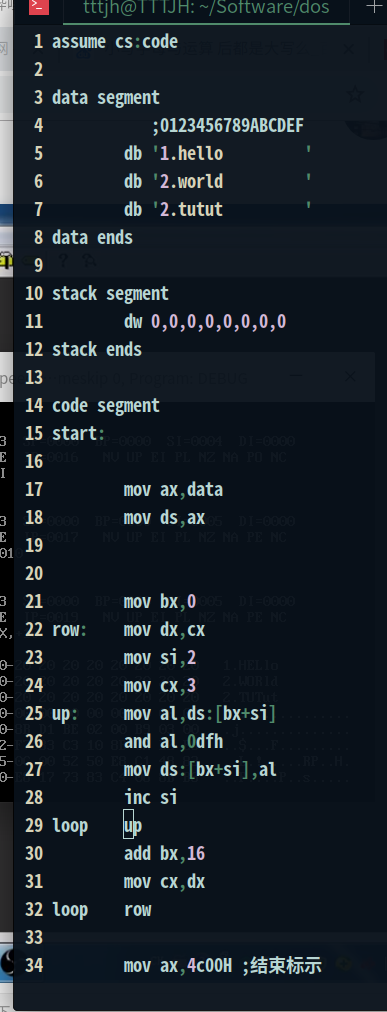 tttjh@TTTJH: ~/Software/dos
1 assume cs:code
2
3 data segment
4 ;0123456789ABCDEF
5 db '1.hello         '
6 db '2.world         '
7 db '2.tutut         '
8 data ends
9
10 stack segment
11 dw 0,0,0,0,0,0,0,0
12 stack ends
13
14 code segment
15 start:
16
17 mov ax,data
18 mov ds,ax
19
20
21 mov bx,0
22 row: mov dx,cx
23 mov si,2
24 mov cx,3
25 up: mov al,ds:[bx+si]
26 and al,0dfh
27 mov ds:[bx+si],al
28 inc si
29 loop up
30 add bx,16
31 mov cx,dx
32 loop row
33
34 mov ax,4c00H ;结束标示